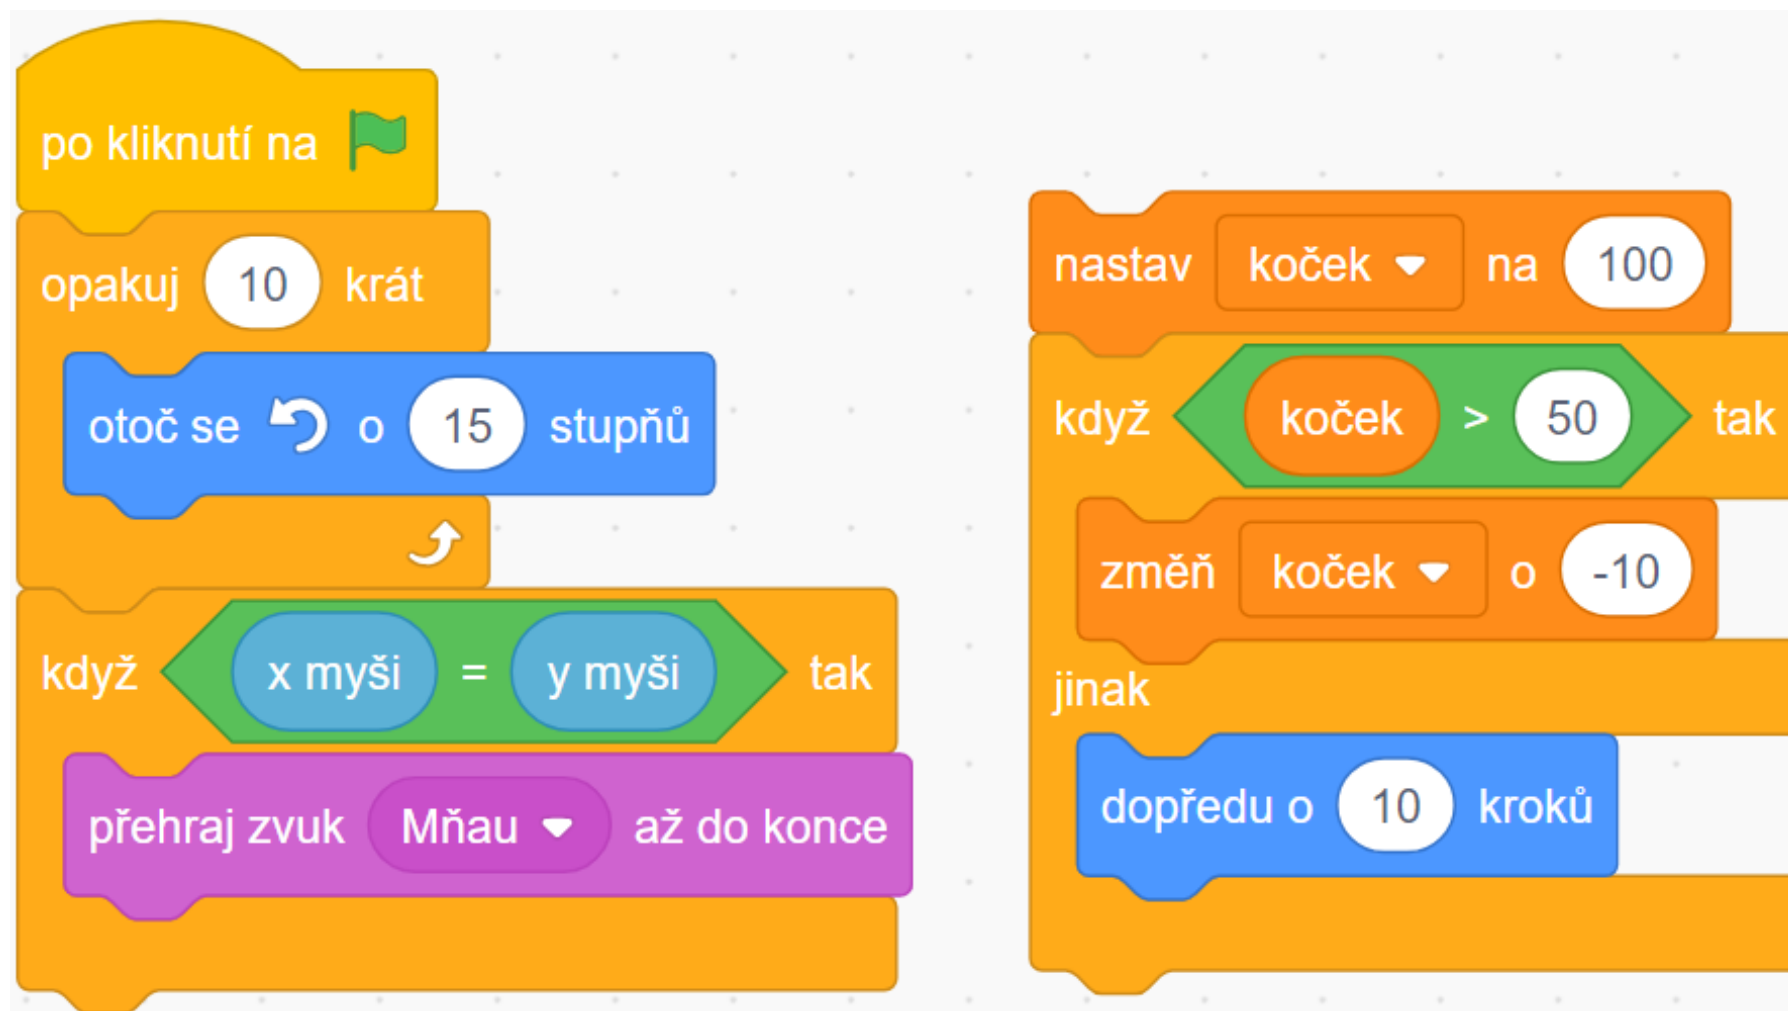 po kliknutí na
opakuj 10 krát
otoč se o 15 stupňů
když x myši = y myši tak
přehraj zvuk Mňau až do konce
nastav koček na 100
když koček > 50 tak
změň koček o -10
jinak
dopředu o 10 kroků